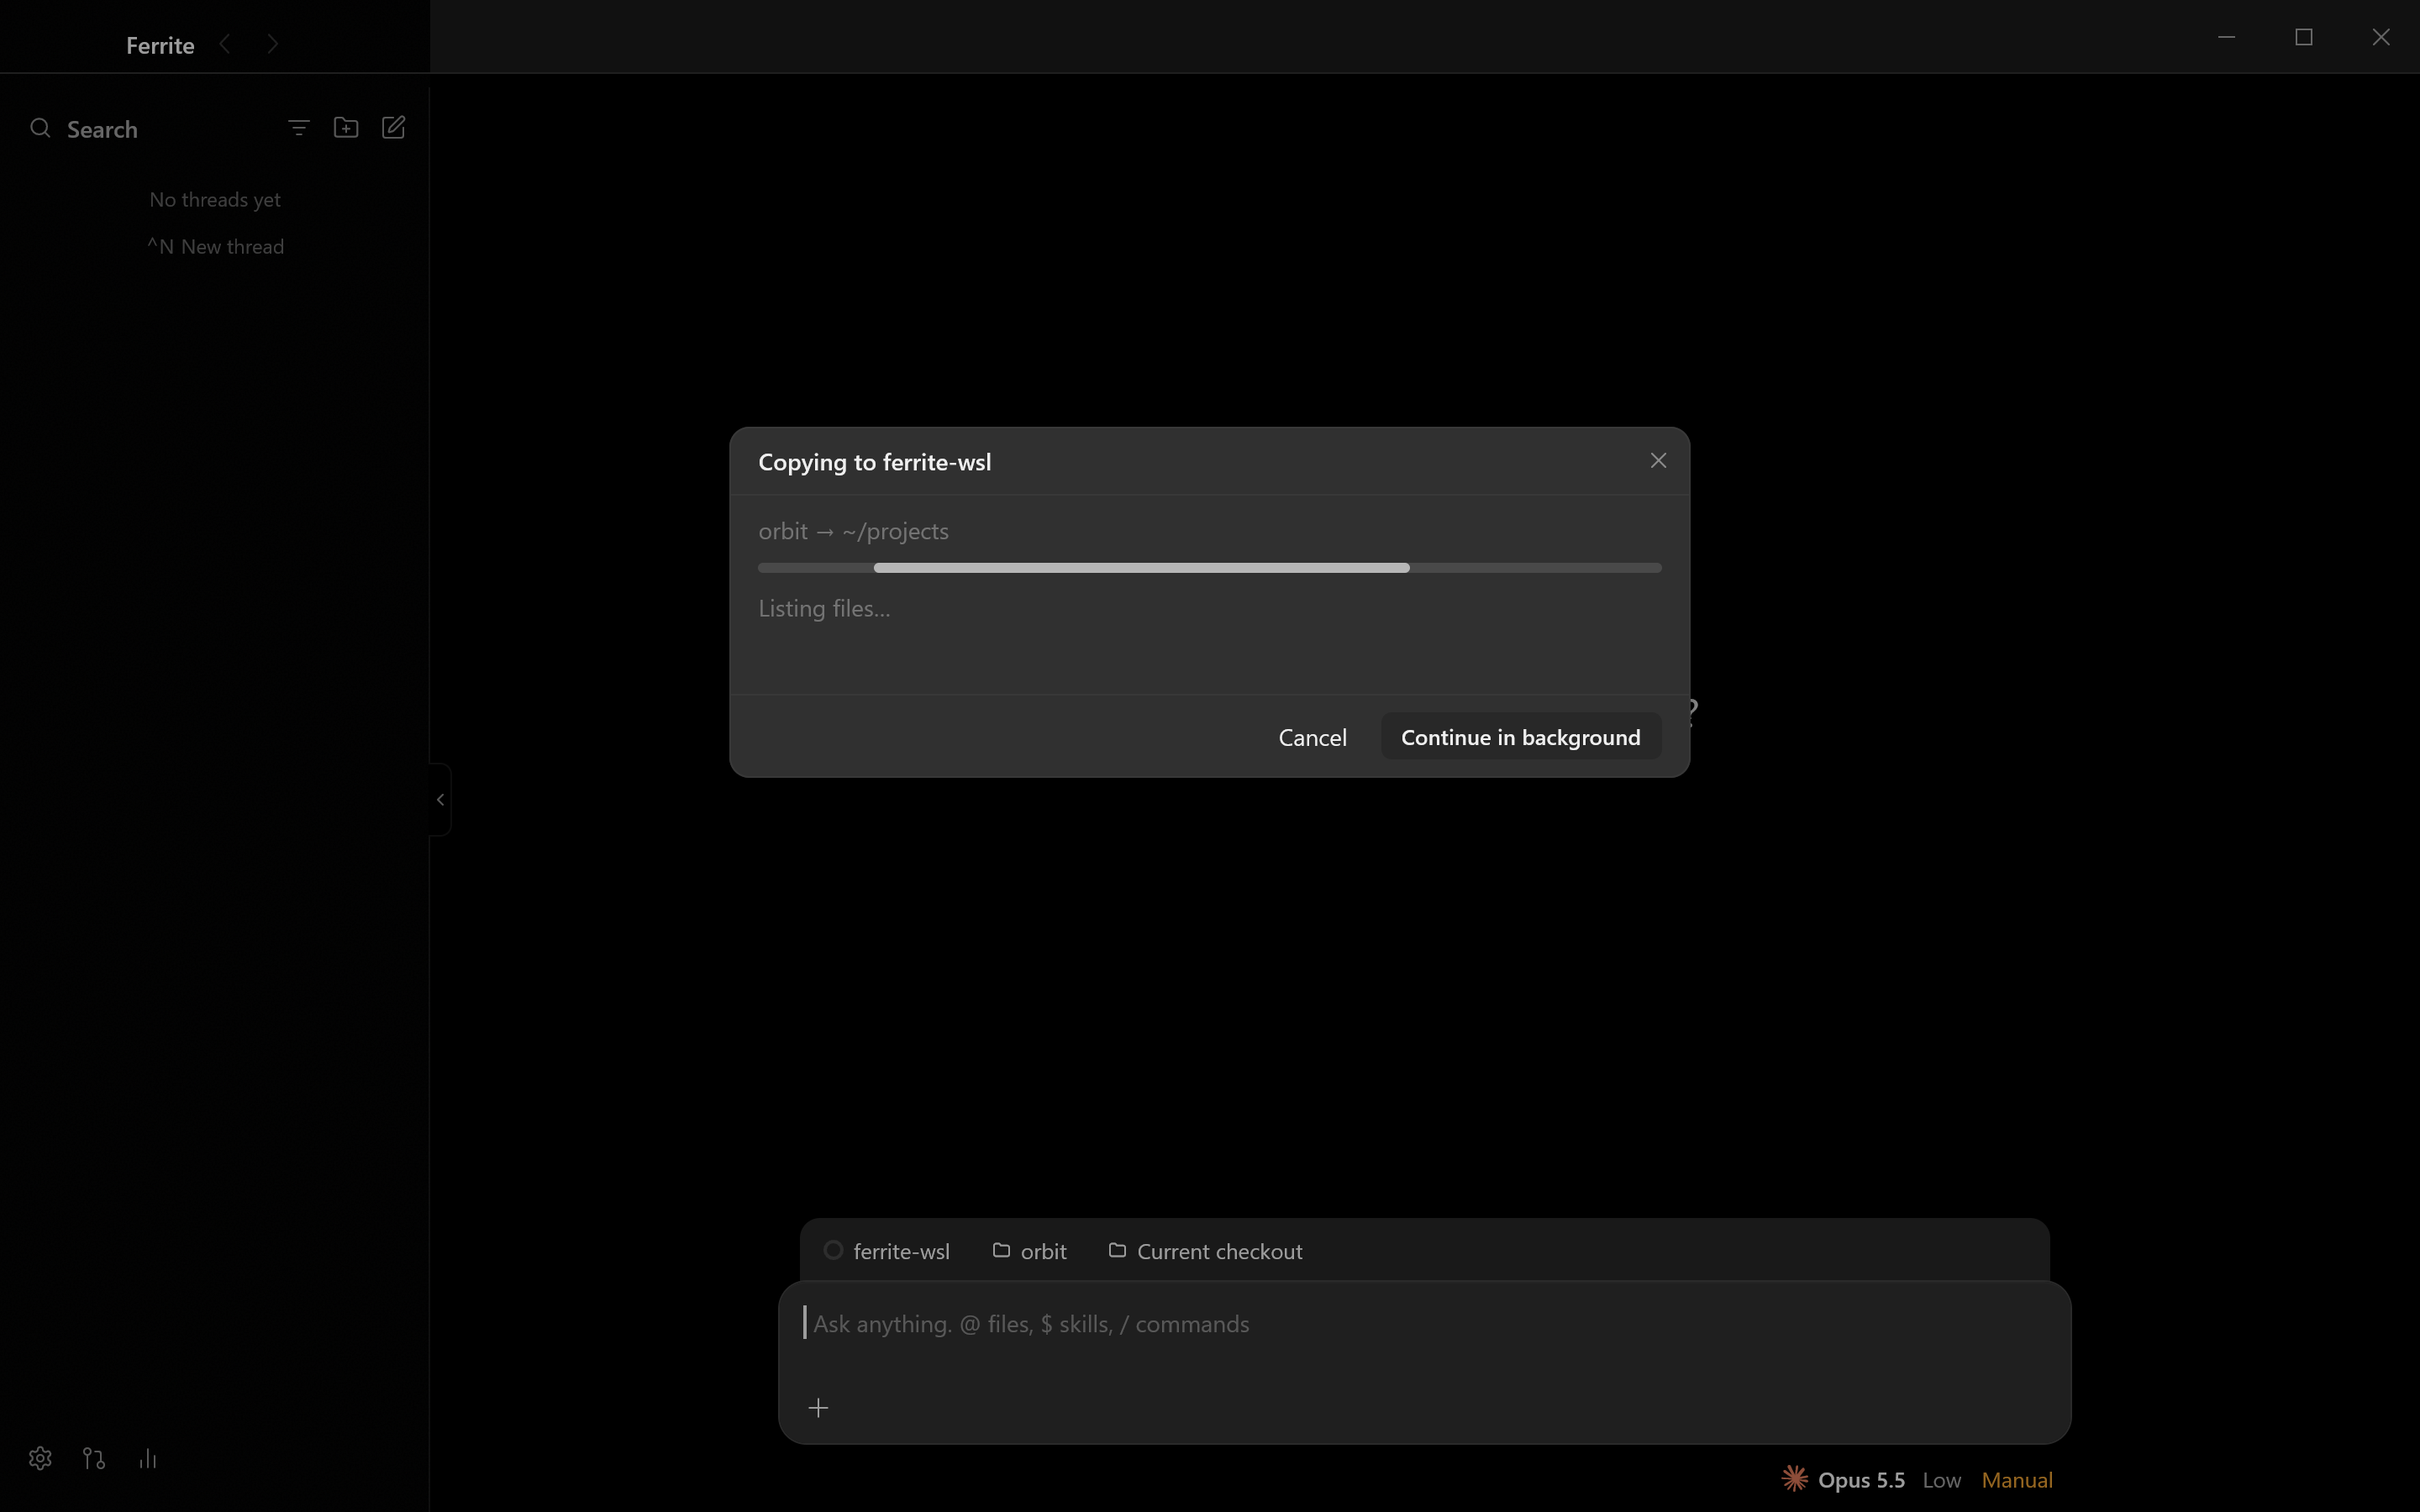 Ferrite
Search
No threads yet
^N New thread
Copying to ferrite-wsl
orbit → ~/projects
Listing files...
?
Cancel
Continue in background
ferrite-wsl
orbit
Current checkout
Ask anything. @ files, $ skills, / commands
Opus 5.5 Low Manual